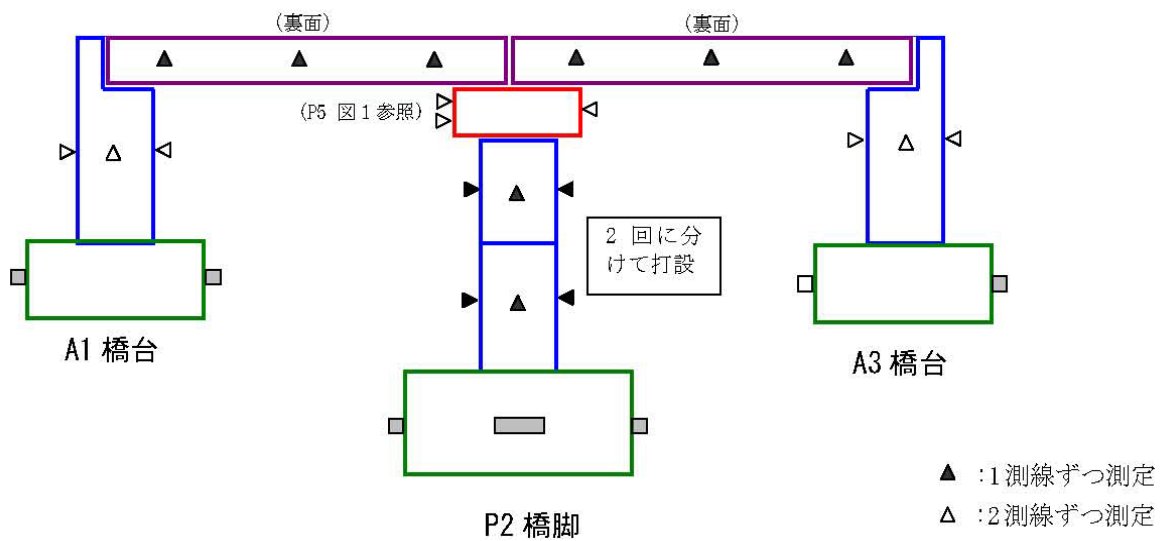 (裏面)
(裏面)
(P5 図1参照)
2 回に分
けて打設
A1 橋台
A3 橋台
P2 橋脚
▲ :1測線ずつ測定
△ :2測線ずつ測定